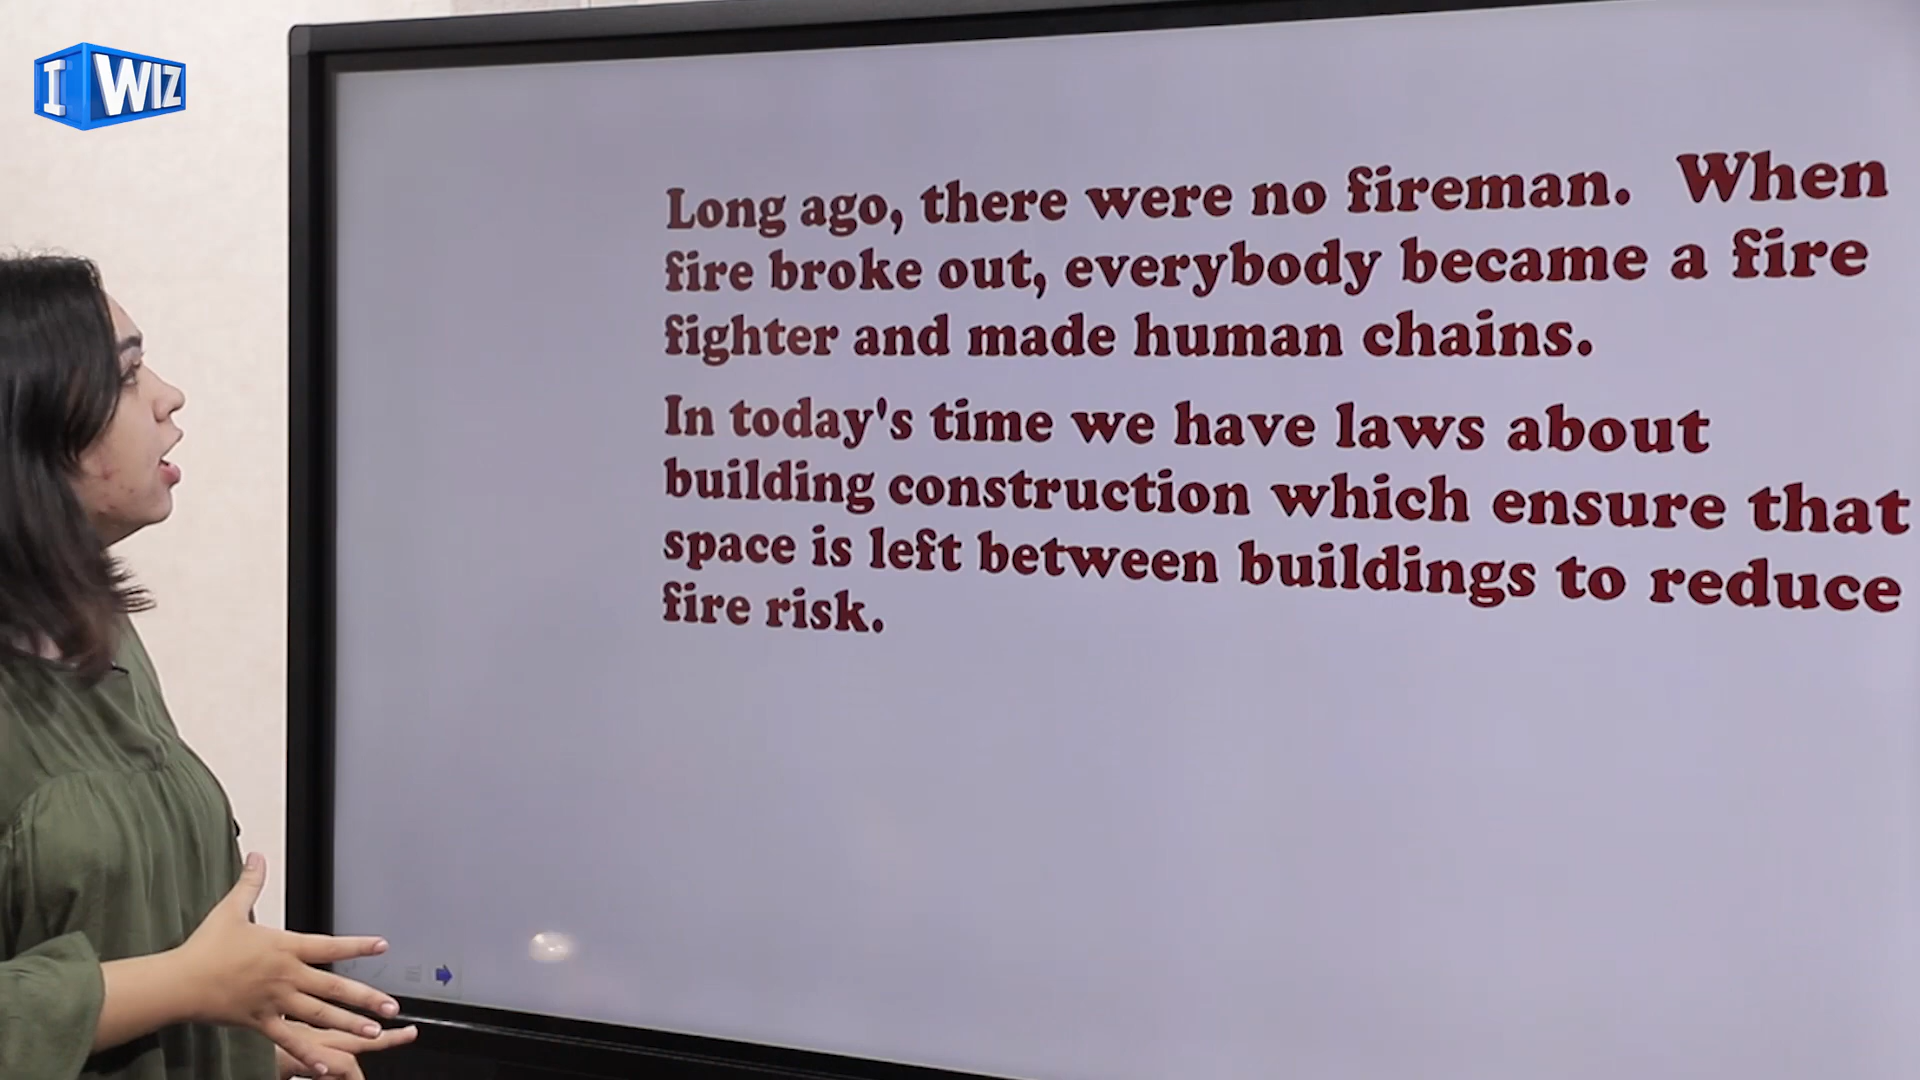 I WIZ
Long ago, there were no fireman. When
fire broke out, everybody became a fire
fighter and made human chains.
In today's time we have laws about
building construction which ensure that
space is left between buildings to reduce
fire risk.